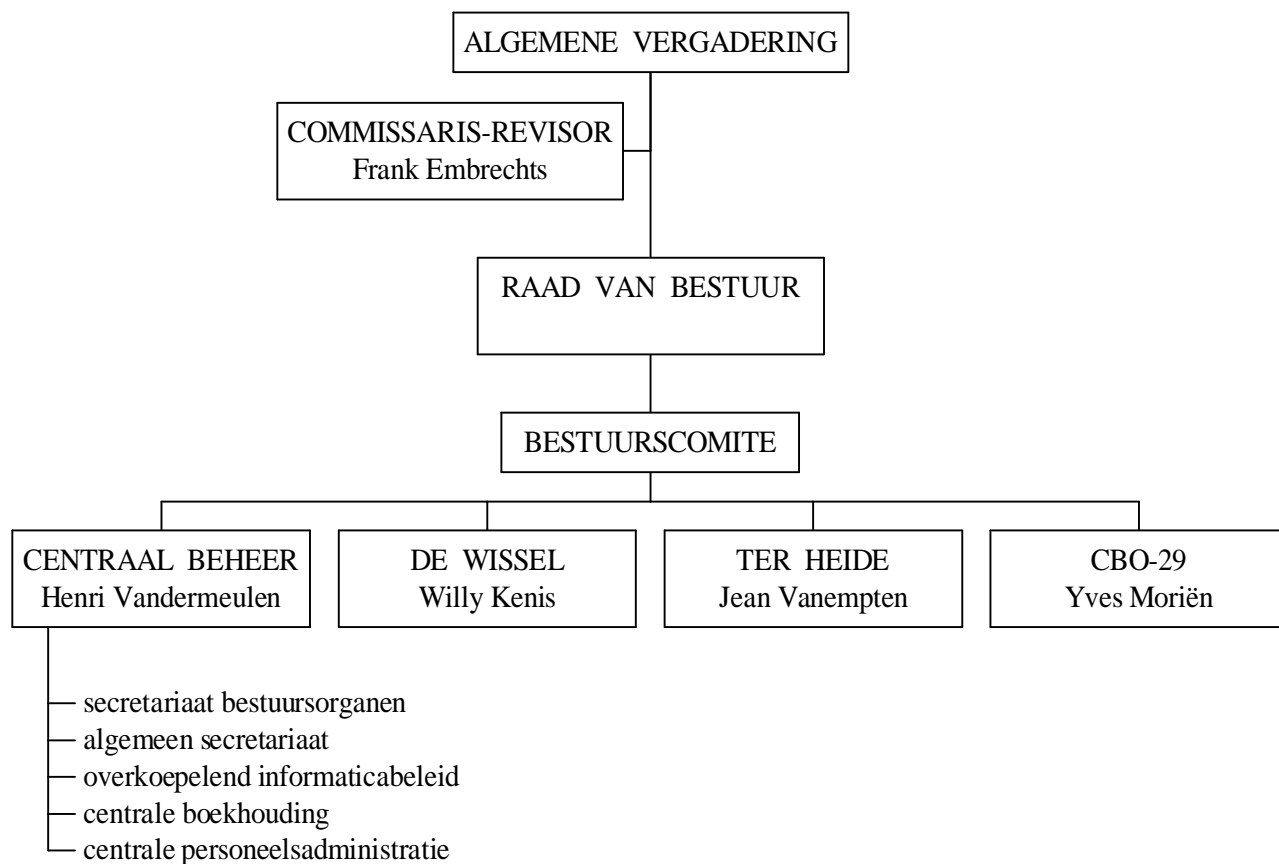 ALGEMENE VERGADERING
COMMISSARIS-REVISOR
Frank Embrechts
RAAD VAN BESTUUR
BESTUURSCOMITE
CENTRAAL BEHEER
Henri Vandermeulen
DE WISSEL
Willy Kenis
TER HEIDE
Jean Vanempten
CBO-29
Yves Moriën
secretariaat bestuursorganen
algemeen secretariaat
overkoepelend informaticabeleid
centrale boekhouding
centrale personeelsadministratie